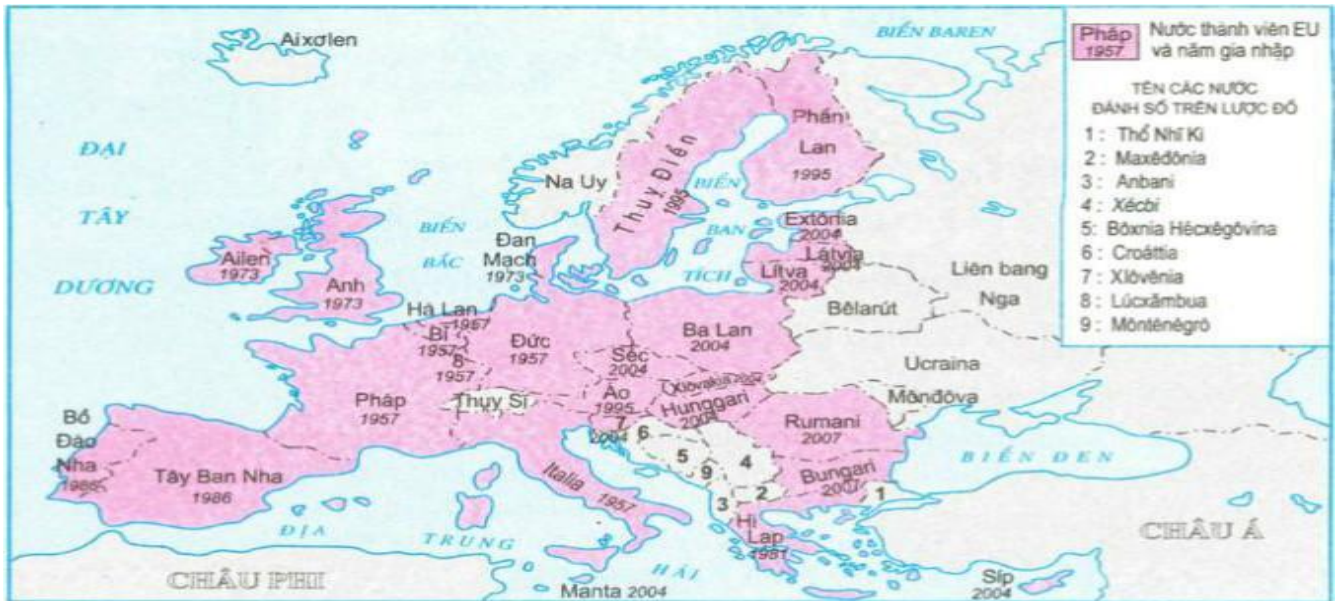 Aixơlen
BIỂN BAREN
ĐẠI
TÂY
DƯƠNG
Na Uy
Thuỵ Điển
1995
Phần
Lan
1995
BIỂN
BAN
TÍCH
BIỂN
BẮC
Extônia
2004
Látvia
2004
Lítva
2004
Liên bang
Nga
Ailen
1973
Anh
1973
Đan
Mạch
1973
Hà Lan
1957
Bỉ
1957
8
1957
Đức
1957
Ba Lan
2004
Bêlarút
Séc
2004
Ucraina
Pháp
1957
Thụy Sĩ
Áo
1995
Xlôvakia 2004
Hunggari
2004
Mônđôva
Rumani
2007
7
2004
6
5
4
9
Bungari
2007
1
2
3
BIỂN ĐEN
Bồ
Đào
Nha
1986
Tây Ban Nha
1986
Italia 1957
Hi
Lạp
1981
ĐỊA
TRUNG
HẢI
CHÂU PHI
Manta 2004
CHÂU Á
Síp
2004
Pháp
1957
Nước thành viên EU
và năm gia nhập
TÊN CÁC NƯỚC
ĐÁNH SỐ TRÊN LƯỢC ĐỒ
1 : Thổ Nhĩ Kì
2 : Maxêđônia
3 : Anbani
4 : Xécbi
5: Bôxnia Hécxêgôvina
6 : Croáttia
7 : Xlôvênia
8 : Lúcxămbua
9 : Môntênêgrô